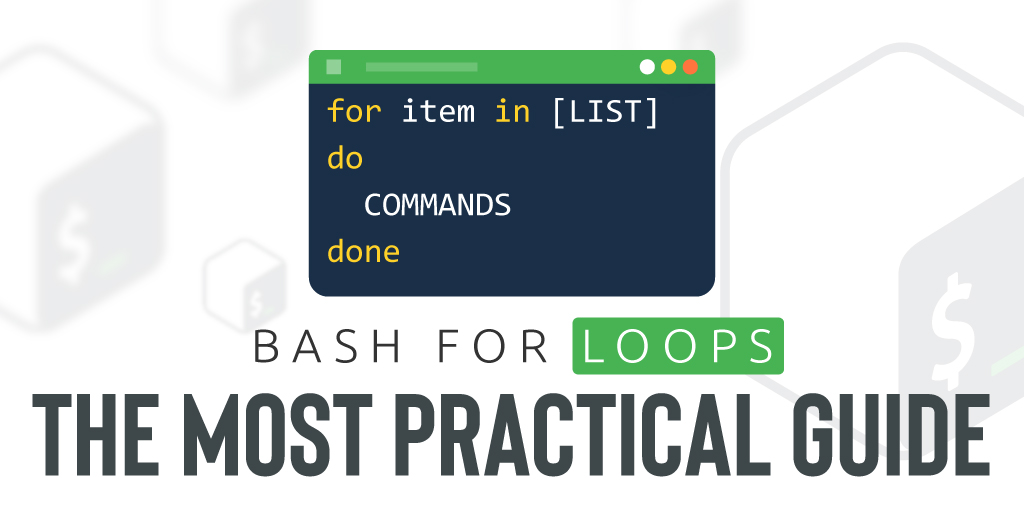 for item in [LIST]
do
COMMANDS
done
BASH FOR LOOPS
THE MOST PRACTICAL GUIDE
$
$
$
$